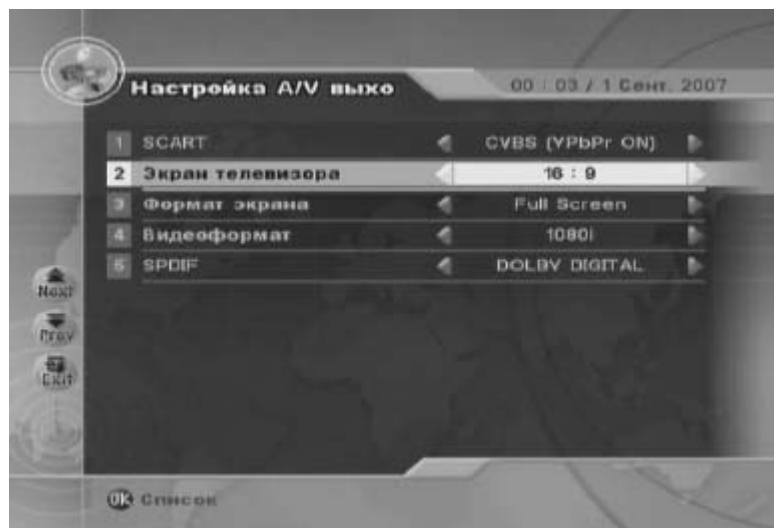 Настройка A/V выхо
00 : 03 / 1 Сент. 2007
1 SCART CVBS (YPbPr ON)
2 Экран телевизора 16 : 9
3 Формат экрана Full Screen
4 Видеоформат 1080i
5 SPDIF DOLBY DIGITAL
Next
Prev
Exit
OK Список